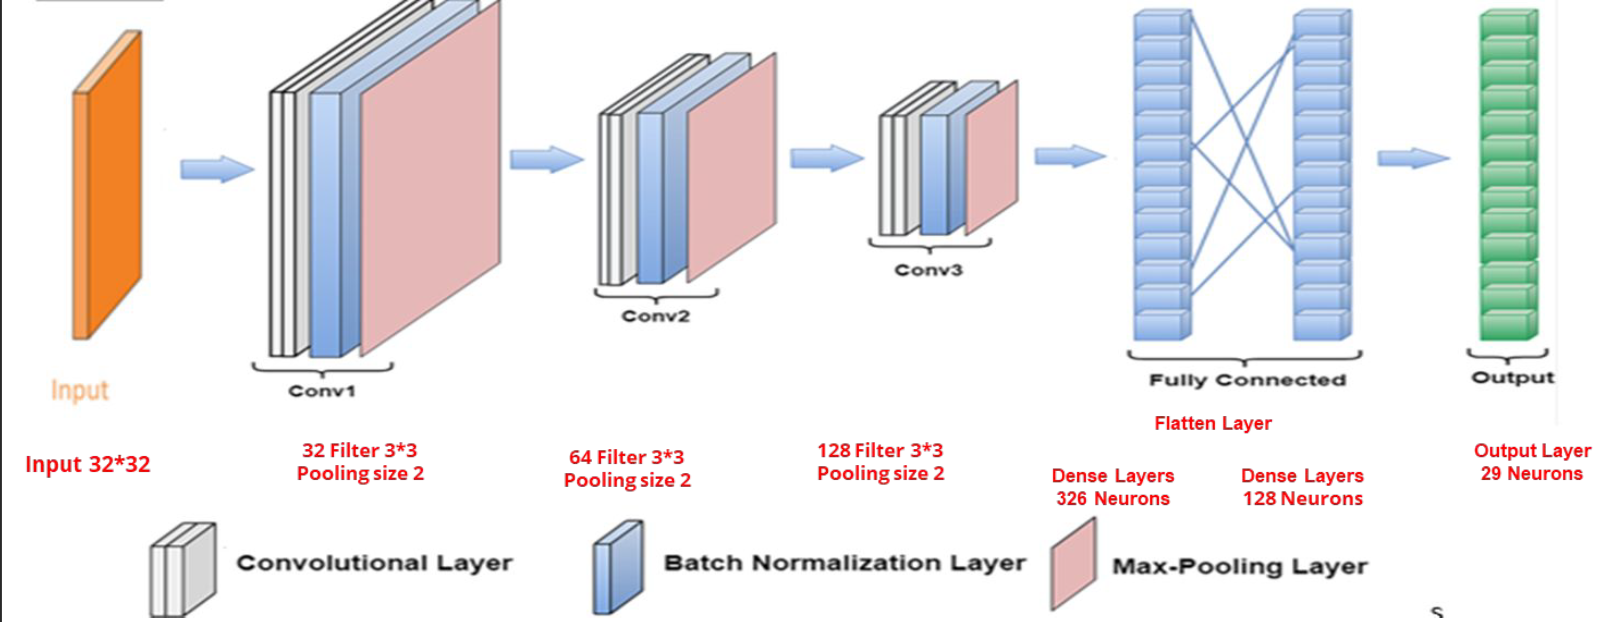 Input
Conv1
Conv2
Conv3
Fully Connected
Output
Flatten Layer
Input 32*32
32 Filter 3*3
Pooling size 2
64 Filter 3*3
Pooling size 2
128 Filter 3*3
Pooling size 2
Dense Layers
326 Neurons
Dense Layers
128 Neurons
Output Layer
29 Neurons
Convolutional Layer
Batch Normalization Layer
Max-Pooling Layer
S